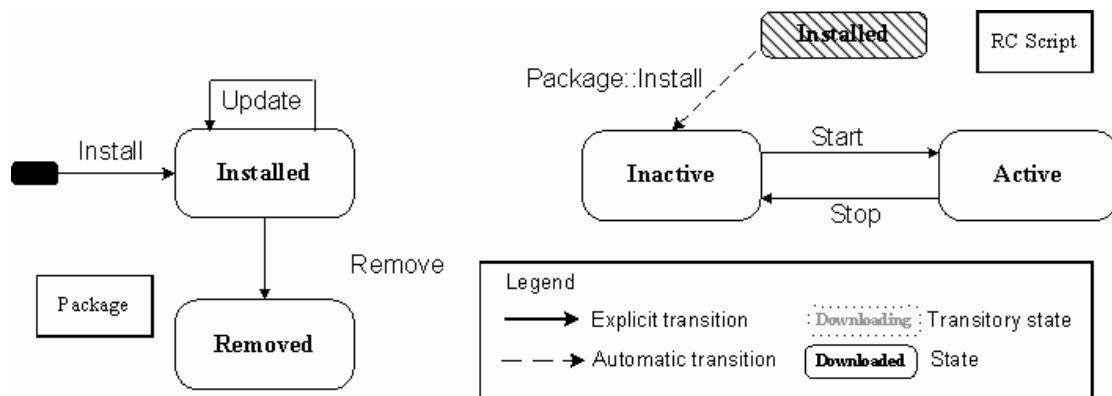 Update
Install
Installed
Remove
Package
Removed
Installed
RC Script
Package::Install
Start
Inactive
Active
Stop
Legend
Explicit transition
Downloading
Transitory state
Automatic transition
Downloaded
State